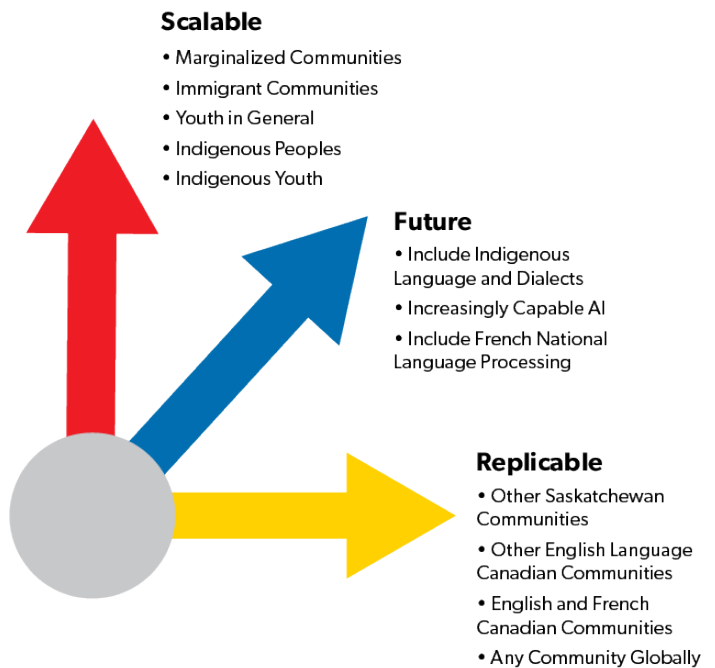 Scalable
• Marginalized Communities
• Immigrant Communities
• Youth in General
• Indigenous Peoples
• Indigenous Youth
Future
• Include Indigenous
Language and Dialects
• Increasingly Capable AI
• Include French National
Language Processing
Replicable
• Other Saskatchewan
Communities
• Other English Language
Canadian Communities
• English and French
Canadian Communities
• Any Community Globally